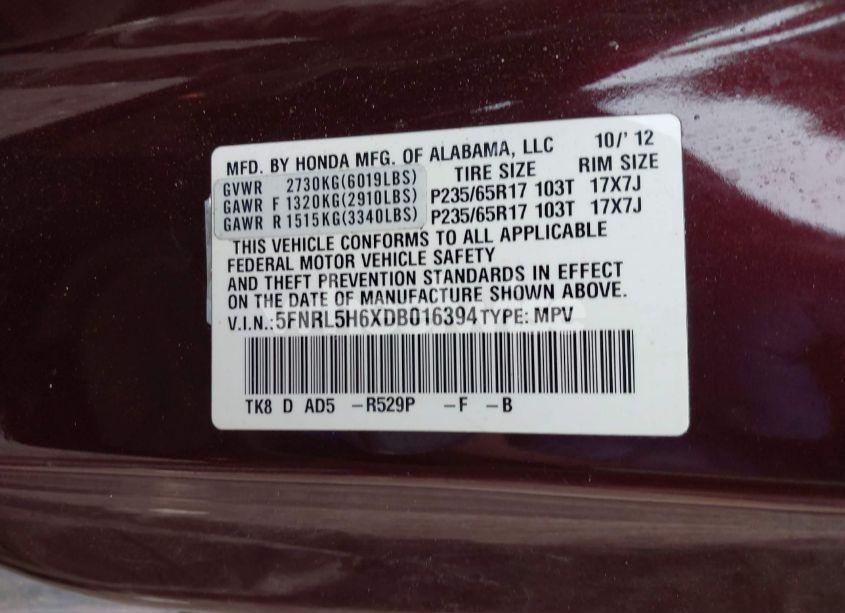 MFD. BY HONDA MFG. OF ALABAMA, LLC 10/' 12
TIRE SIZE RIM SIZE
GVWR 2730KG(6019LBS)
GAWR F 1320KG(2910LBS) P235/65R17 103T 17X7J
GAWR R 1515KG(3340LBS) P235/65R17 103T 17X7J
THIS VEHICLE CONFORMS TO ALL APPLICABLE
FEDERAL MOTOR VEHICLE SAFETY
AND THEFT PREVENTION STANDARDS IN EFFECT
ON THE DATE OF MANUFACTURE SHOWN ABOVE.
V.I.N.:5FNRL5H6XDB016394 TYPE: MPV
TK8 D AD5 -R529P -F -B